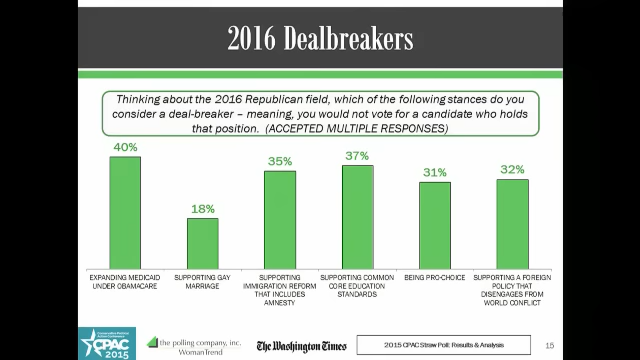 2016 Dealbreakers
Thinking about the 2016 Republican field, which of the following stances do you
consider a deal-breaker – meaning, you would not vote for a candidate who holds
that position. (ACCEPTED MULTIPLE RESPONSES)
40%
18%
35%
37%
31%
32%
EXPANDING MEDICAID
UNDER OBAMACARE
SUPPORTING GAY
MARRIAGE
SUPPORTING
IMMIGRATION REFORM
THAT INCLUDES
AMNESTY
SUPPORTING COMMON
CORE EDUCATION
STANDARDS
BEING PRO-CHOICE
SUPPORTING A FOREIGN
POLICY THAT
DISENGAGES FROM
WORLD CONFLICT
CPAC
2015
the polling company, inc.
WomanTrend
The Washington Times
2015 CPAC Straw Poll Results & Analysis
15